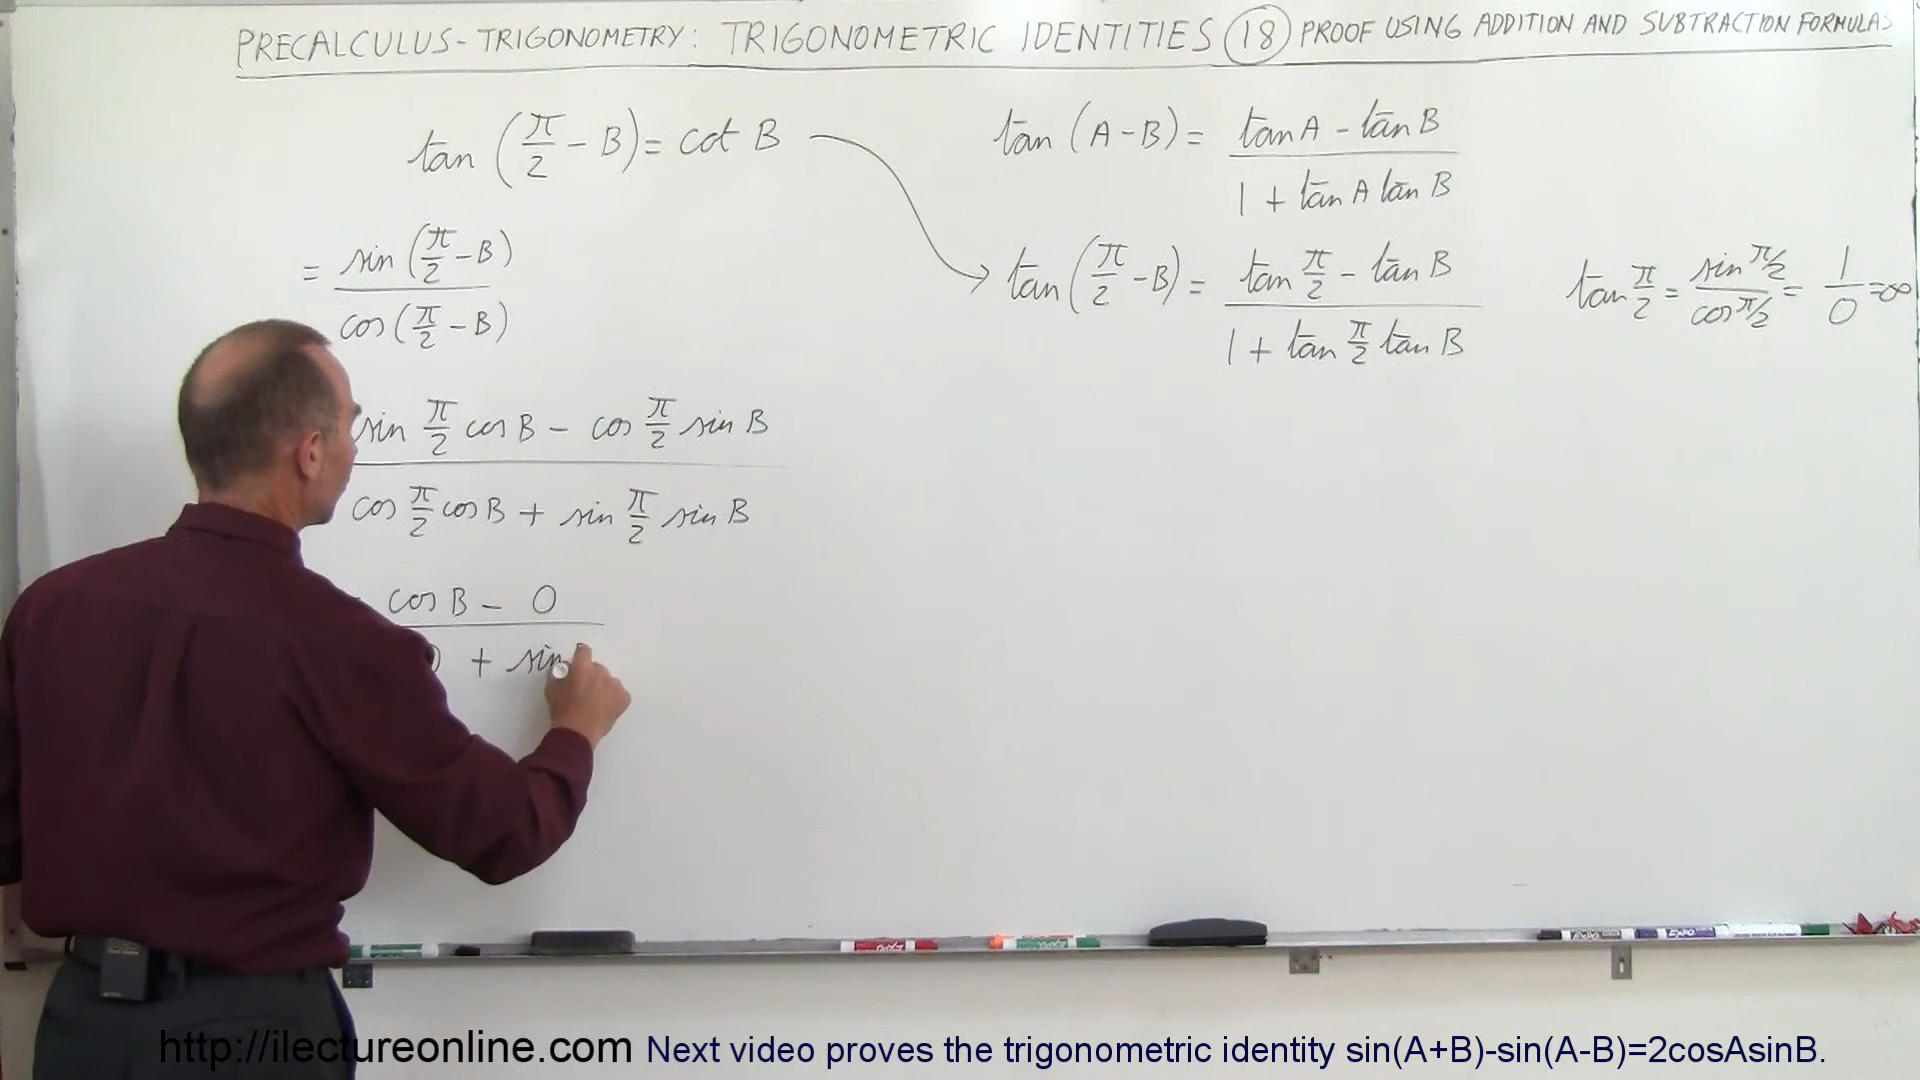 PRECALCULUS - TRIGONOMETRY: TRIGONOMETRIC IDENTITIES (18) PROOF USING ADDITION AND SUBTRACTION FORMULAS
tan (π/2 - B) = cot B
= sin (π/2 - B)
cos (π/2 - B)
sin π/2 cos B - cos π/2 sin B
cos π/2 cos B + sin π/2 sin B
cos B - 0
+ sin
tan (A - B) = tan A - tan B
1 + tan A tan B
tan (π/2 - B) = tan π/2 - tan B
1 + tan π/2 tan B
tan π/2 = sin π/2 / cos π/2 = 1/0 = ∞
EXPO
EXPO
http://ilectureonline.com Next video proves the trigonometric identity sin(A+B)-sin(A-B)=2cosAsinB.